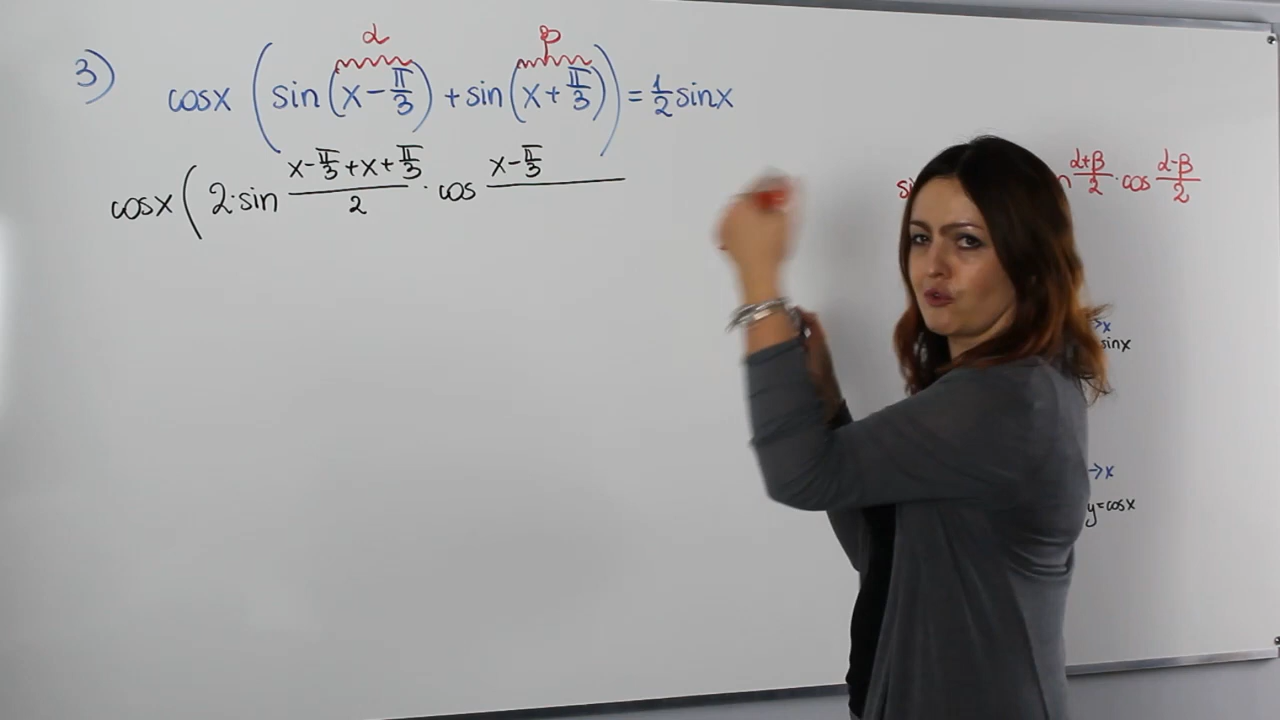 α β
3) cosx (sin(x-π/3) + sin(x+π/3)) = 1/2 sinx
cosx (2·sin (x-π/3+x+π/3)/2 · cos (x-π/3)/
(α+β)/2 · cos (α-β)/2
→x
sinx
→x
y=cosx